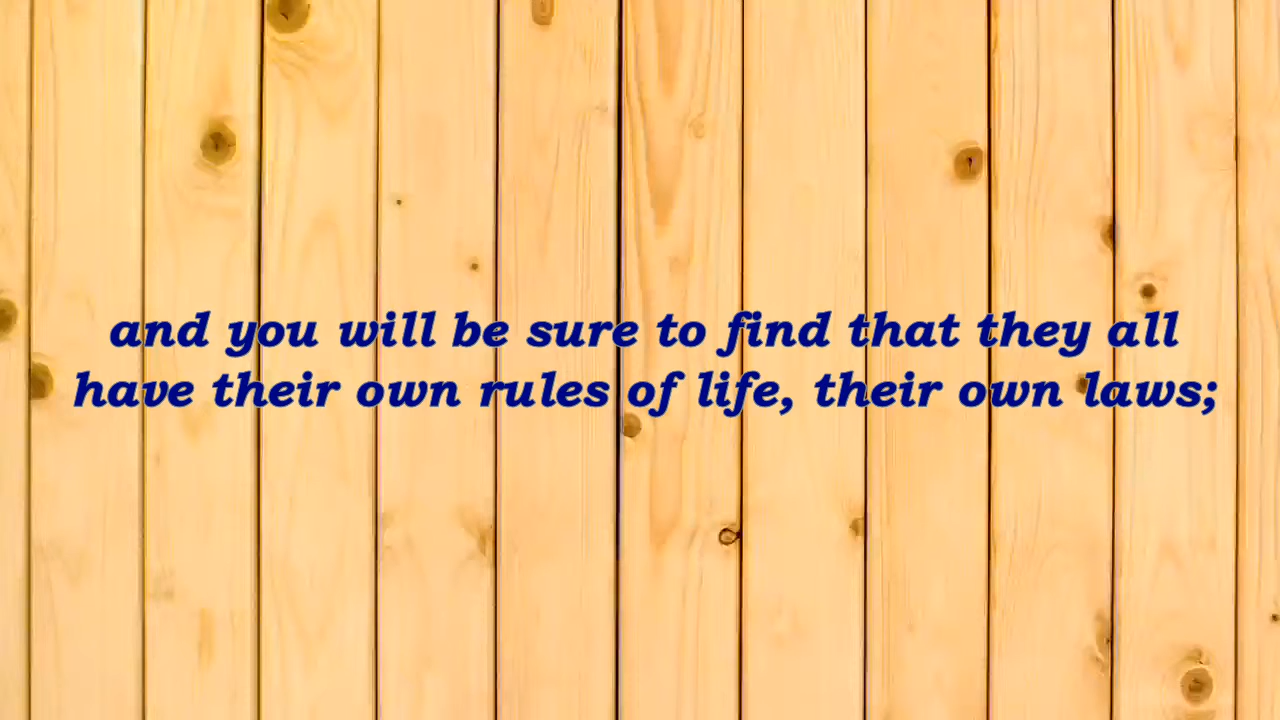 and you will be sure to find that they all
have their own rules of life, their own laws;